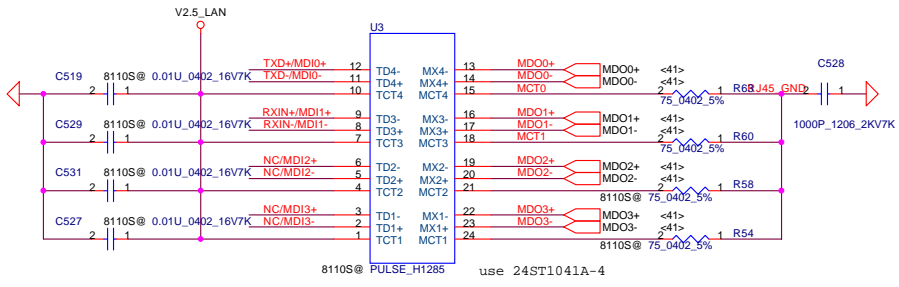 V2.5_LAN
U3
C519 8110S@ 0.01U_0402_16V7K
2 1
TXD+/MDI0+ 12 TD4- MX4- 13 MDO0+ MDO0+ <41>
TXD-/MDI0- 11 TD4+ MX4+ 14 MDO0- MDO0- <41>
10 TCT4 MCT4 15 MCT0 2 1 R63 RJ45_GND
75_0402_5%
C528
2 1
1000P_1206_2KV7K
C529 8110S@ 0.01U_0402_16V7K
2 1
RXIN+/MDI1+ 9 TD3- MX3- 16 MDO1+ MDO1+ <41>
RXIN-/MDI1- 8 TD3+ MX3+ 17 MDO1- MDO1- <41>
7 TCT3 MCT3 18 MCT1 2 1 R60
75_0402_5%
C531 8110S@ 0.01U_0402_16V7K
2 1
NC/MDI2+ 6 TD2- MX2- 19 MDO2+ MDO2+ <41>
NC/MDI2- 5 TD2+ MX2+ 20 MDO2- MDO2- <41>
4 TCT2 MCT2 21 2 1 R58
8110S@ 75_0402_5%
C527 8110S@ 0.01U_0402_16V7K
2 1
NC/MDI3+ 3 TD1- MX1- 22 MDO3+ MDO3+ <41>
NC/MDI3- 2 TD1+ MX1+ 23 MDO3- MDO3- <41>
1 TCT1 MCT1 24 2 1 R54
8110S@ 75_0402_5%
8110S@ PULSE_H1285 use 24ST1041A-4